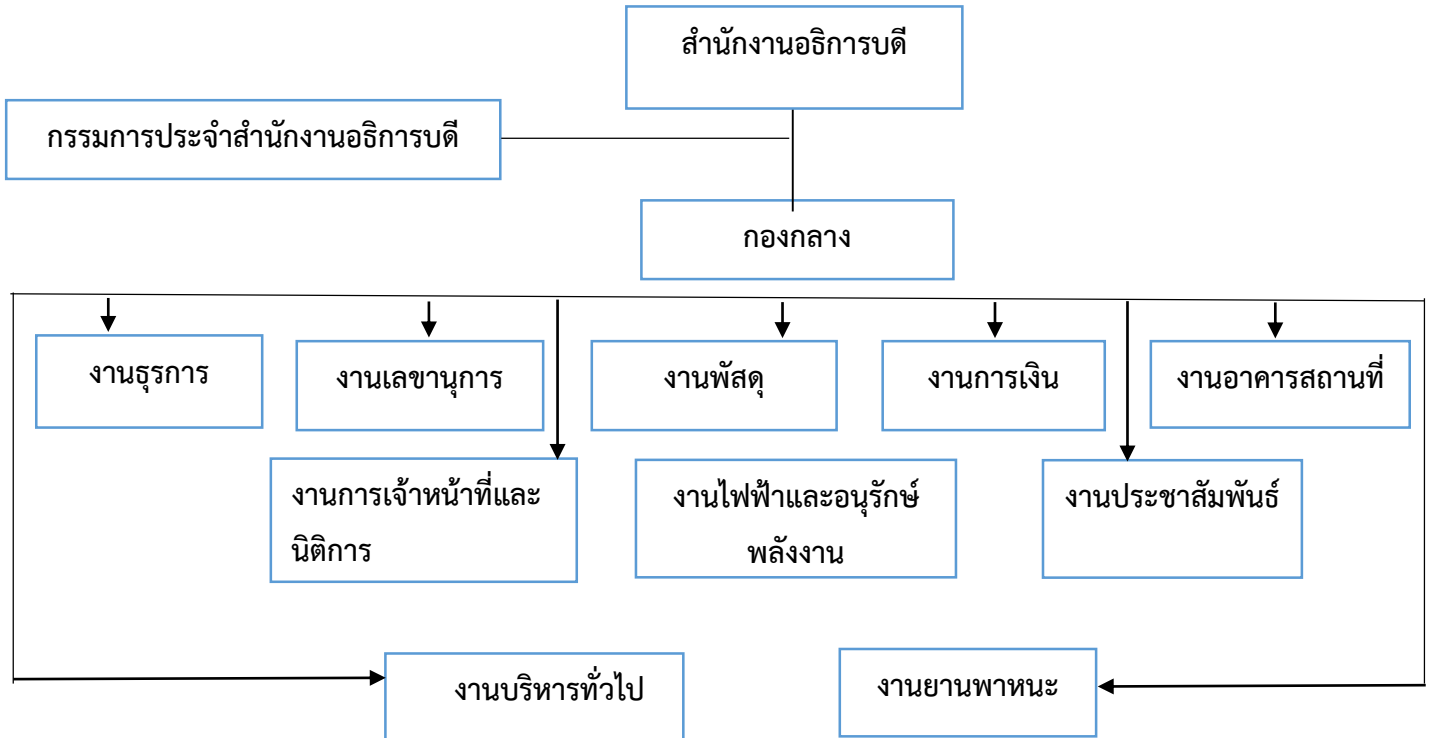 สำนักงานอธิการบดี
กรรมการประจำสำนักงานอธิการบดี
กองกลาง
งานธุรการ
งานเลขานุการ
งานพัสดุ
งานการเงิน
งานอาคารสถานที่
งานการเจ้าหน้าที่และ
นิติการ
งานไฟฟ้าและอนุรักษ์
พลังงาน
งานประชาสัมพันธ์
งานบริหารทั่วไป
งานยานพาหนะ